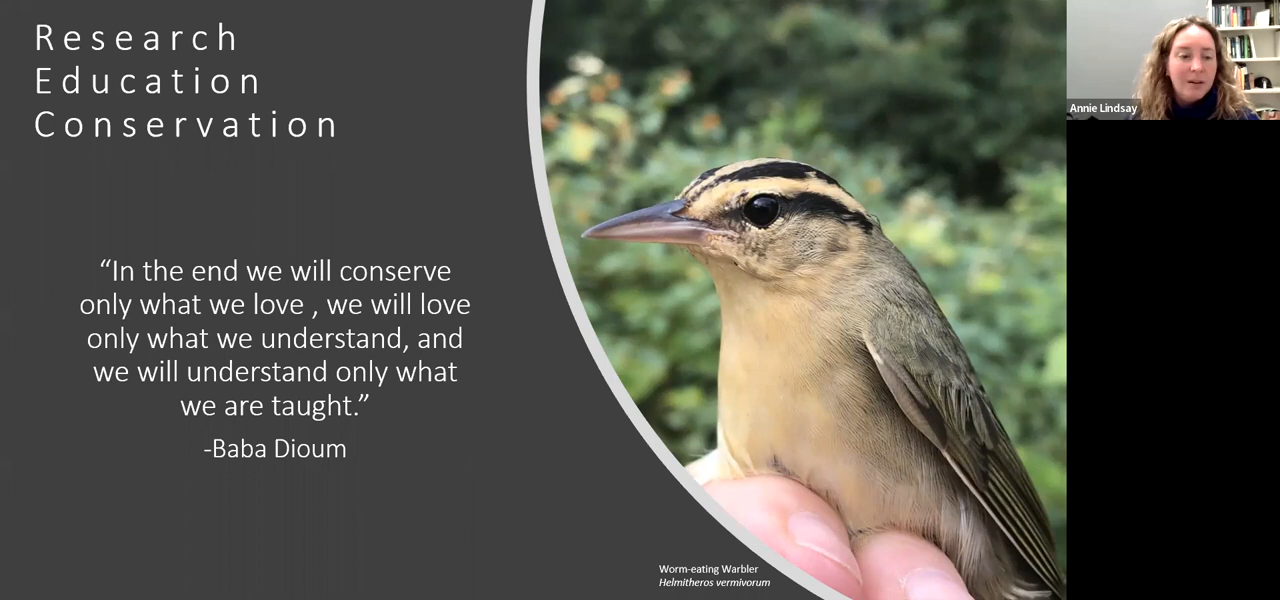 Research
Education
Conservation
“In the end we will conserve
only what we love , we will love
only what we understand, and
we will understand only what
we are taught.”
-Baba Dioum
Worm-eating Warbler
Helmitheros vermivorum
Annie Lindsay